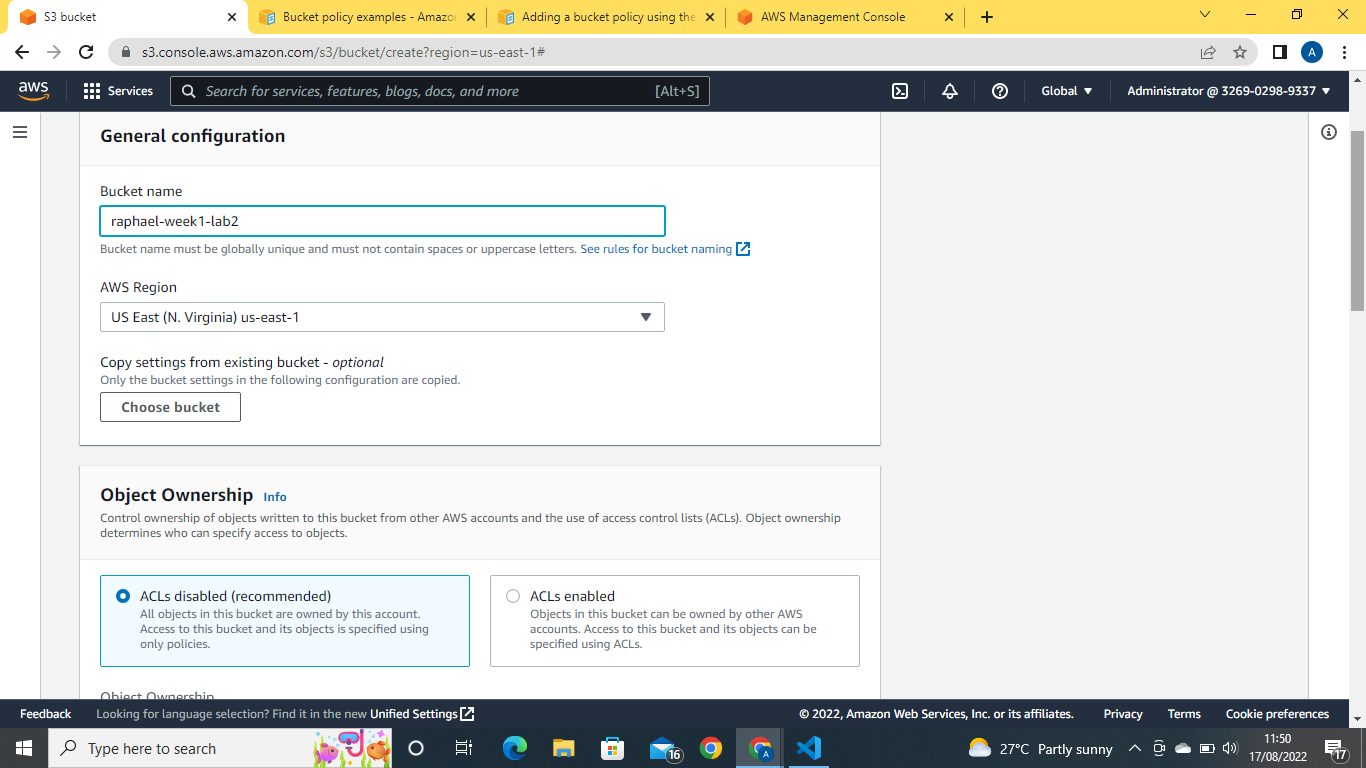 S3 bucket
Bucket policy examples - Amazon
Adding a bucket policy using the
AWS Management Console
s3.console.aws.amazon.com/s3/bucket/create?region=us-east-1#
A
aws
Services
Search for services, features, blogs, docs, and more
[Alt+S]
Global
Administrator @ 3269-0298-9337
General configuration
Bucket name
raphael-week1-lab2
Bucket name must be globally unique and must not contain spaces or uppercase letters. See rules for bucket naming
AWS Region
US East (N. Virginia) us-east-1
Copy settings from existing bucket - optional
Only the bucket settings in the following configuration are copied.
Choose bucket
Object Ownership Info
Control ownership of objects written to this bucket from other AWS accounts and the use of access control lists (ACLs). Object ownership
determines who can specify access to objects.
ACLs disabled (recommended)
All objects in this bucket are owned by this account.
Access to this bucket and its objects is specified using
only policies.
ACLs enabled
Objects in this bucket can be owned by other AWS
accounts. Access to this bucket and its objects can be
specified using ACLs.
Object Ownership
Feedback
Looking for language selection? Find it in the new Unified Settings
© 2022, Amazon Web Services, Inc. or its affiliates.
Privacy
Terms
Cookie preferences
Type here to search
16
A
27°C Partly sunny
11:50
17/08/2022
17